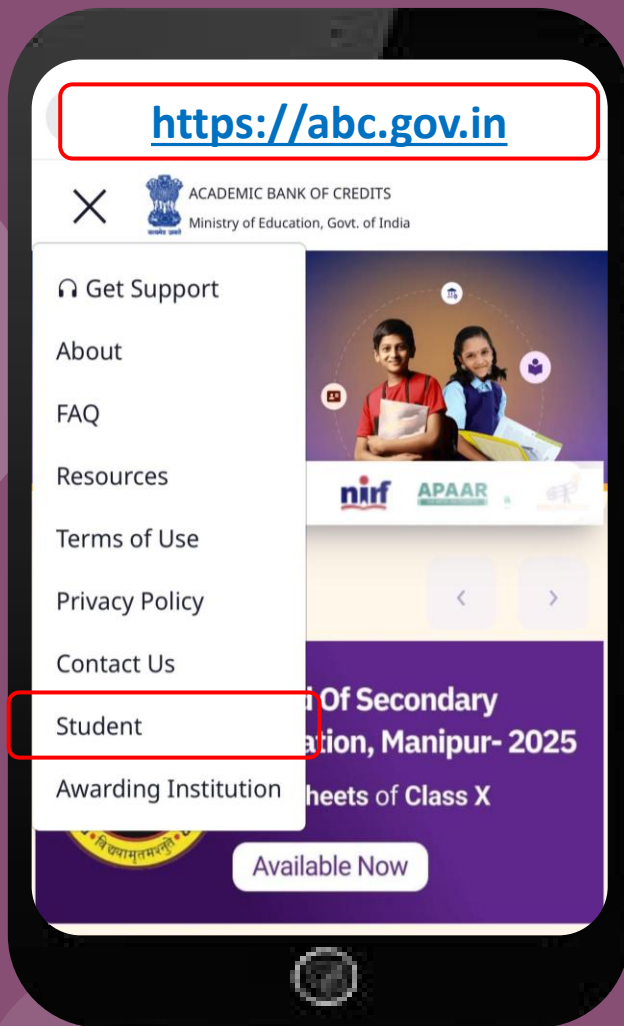 https://abc.gov.in
ACADEMIC BANK OF CREDITS
Ministry of Education, Govt. of India
Get Support
About
FAQ
Resources
Terms of Use
Privacy Policy
Contact Us
Student
Awarding Institution
nirf
APAAR
Of Secondary
ation, Manipur- 2025
heets of Class X
Available Now